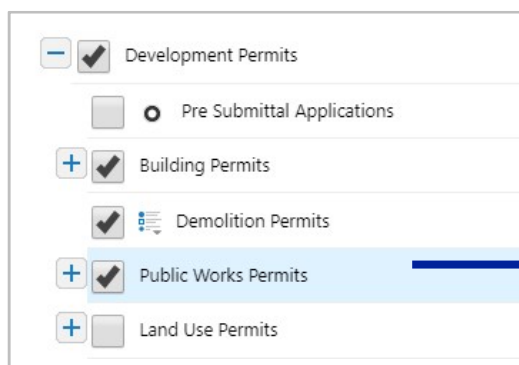 Development Permits
Pre Submittal Applications
Building Permits
Demolition Permits
Public Works Permits
Land Use Permits